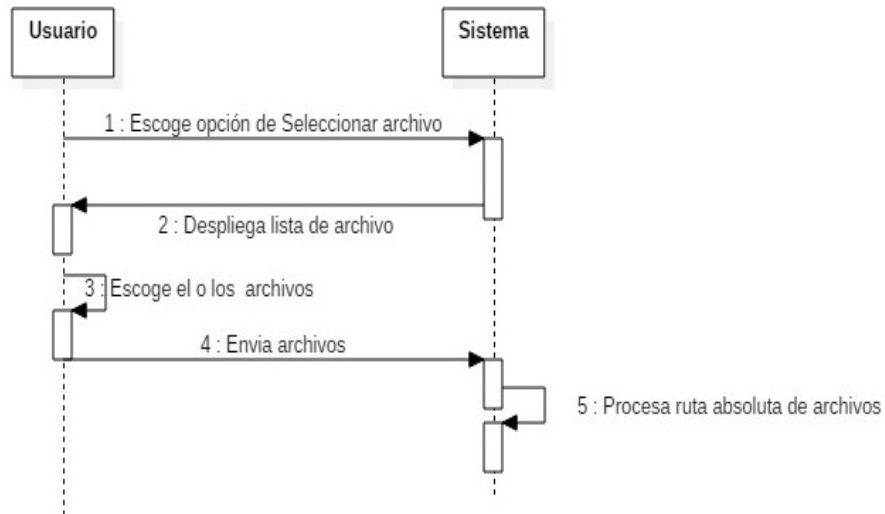 Usuario
Sistema
1 : Escoge opción de Seleccionar archivo
2 : Despliega lista de archivo
3 : Escoge el o los archivos
4 : Envia archivos
5 : Procesa ruta absoluta de archivos